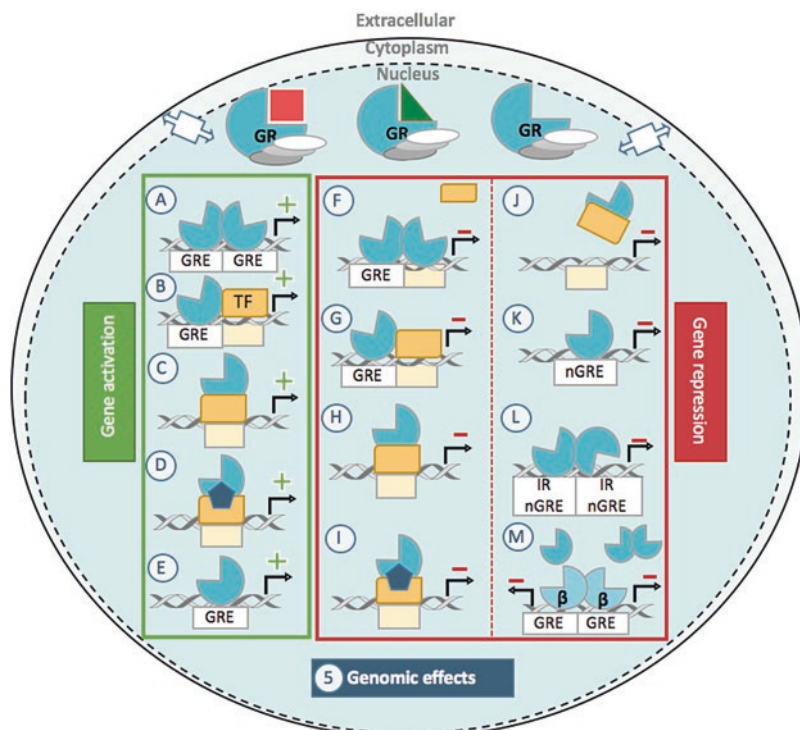 Extracellular
Cytoplasm
Nucleus
GR
GR
GR
Gene activation
A
+
GRE GRE
B
+
TF
GRE
C
+
D
+
E
+
GRE
F
−
GRE
G
−
GRE
H
−
I
−
J
−
K
−
nGRE
L
−
IR IR
nGRE nGRE
M
− −
β β
GRE GRE
Gene repression
5 Genomic effects